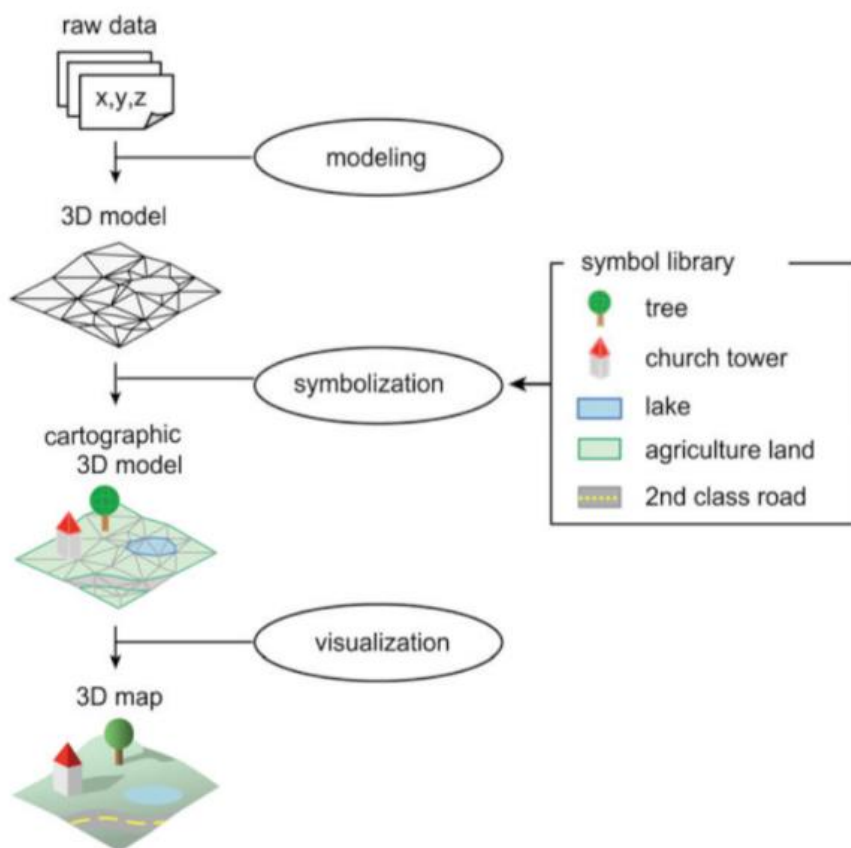 raw data
x,y,z
modeling
3D model
symbol library
tree
church tower
symbolization
lake
cartographic
3D model
agriculture land
2nd class road
visualization
3D map